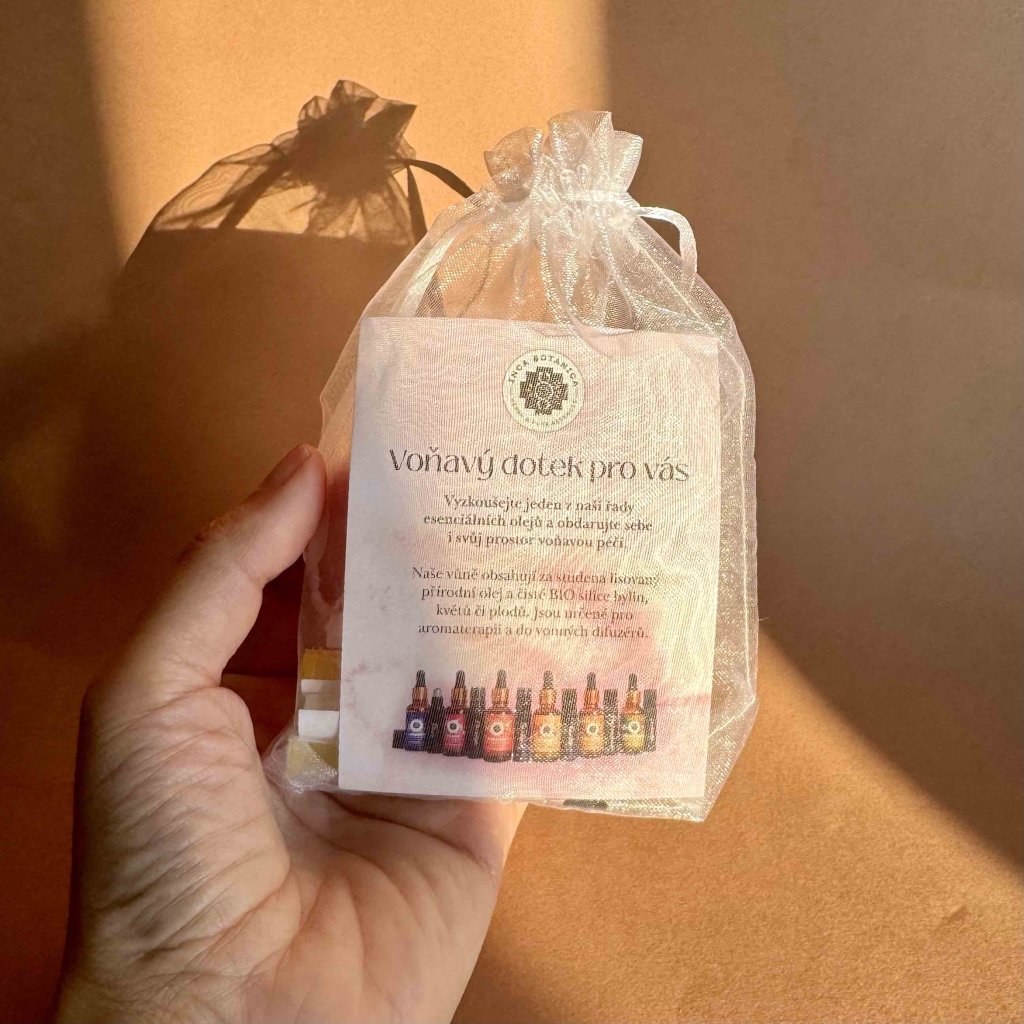 INCA BOTANICA
Voňavý dotek pro vás
Vyzkoušejte jeden z naší řady
esenciálních olejů a obdarujte sebe
i svůj prostor voňavou péčí.
Naše vůně obsahují za studena lisovaný
přírodní olej a čisté BIO silice bylin,
květů či plodů. Jsou určené pro
aromaterapii a do vonných difuzérů.